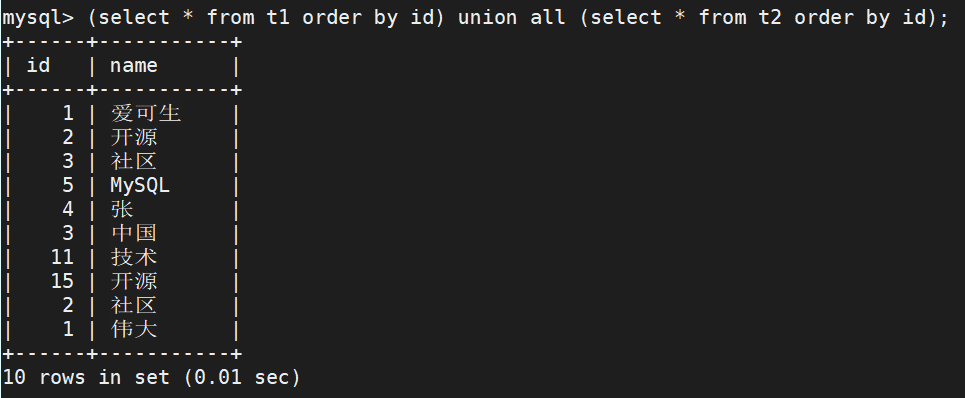 mysql> (select * from t1 order by id) union all (select * from t2 order by id);
+------+-----------+
| id   | name      |
+------+-----------+
|    1 | 爱可生    |
|    2 | 开源      |
|    3 | 社区      |
|    5 | MySQL     |
|    4 | 张        |
|    3 | 中国      |
|   11 | 技术      |
|   15 | 开源      |
|    2 | 社区      |
|    1 | 伟大      |
+------+-----------+
10 rows in set (0.01 sec)